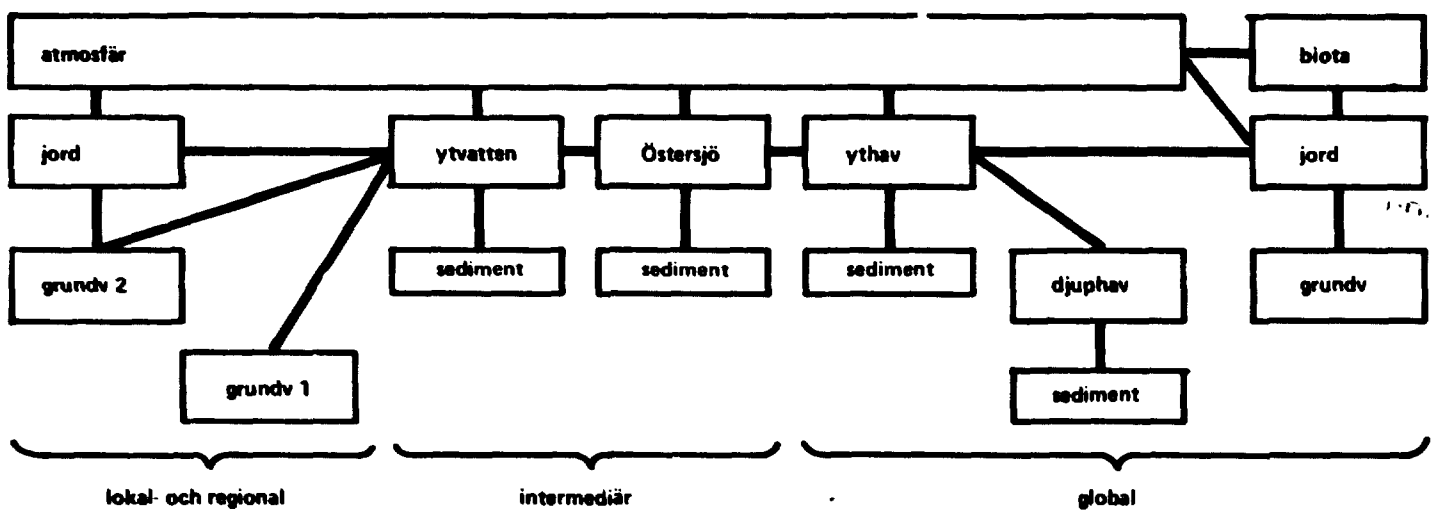 atmosfär
biota
jord
ytvatten
Östersjö
ythav
jord
grundv 2
sediment
sediment
sediment
djuphav
grundv
grundv 1
sediment
lokal- och regional
intermediär
global